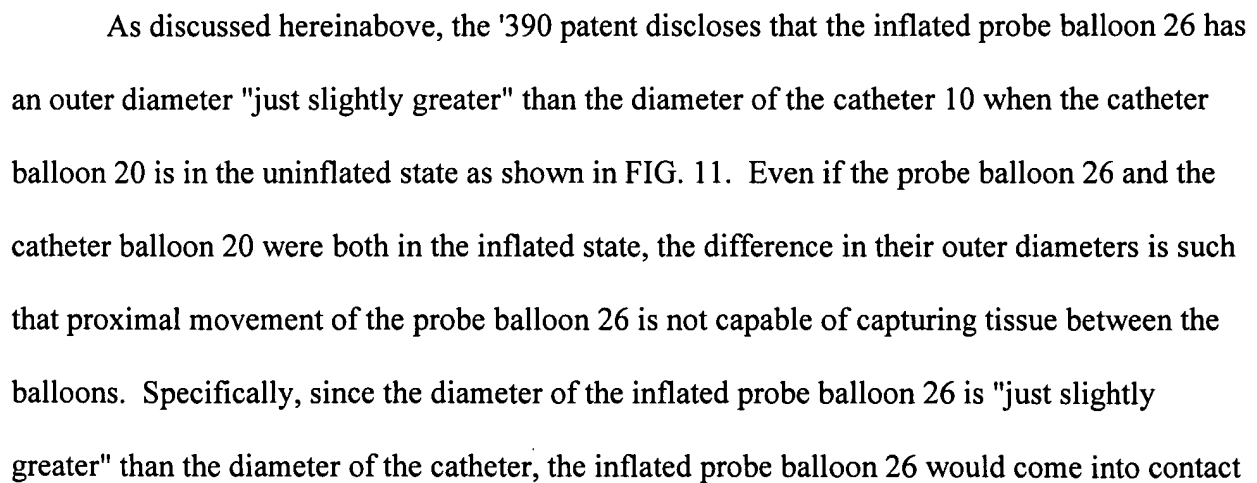 As discussed hereinabove, the '390 patent discloses that the inflated probe balloon 26 has
an outer diameter "just slightly greater" than the diameter of the catheter 10 when the catheter
balloon 20 is in the uninflated state as shown in FIG. 11.  Even if the probe balloon 26 and the
catheter balloon 20 were both in the inflated state, the difference in their outer diameters is such
that proximal movement of the probe balloon 26 is not capable of capturing tissue between the
balloons.  Specifically, since the diameter of the inflated probe balloon 26 is "just slightly
greater" than the diameter of the catheter, the inflated probe balloon 26 would come into contact